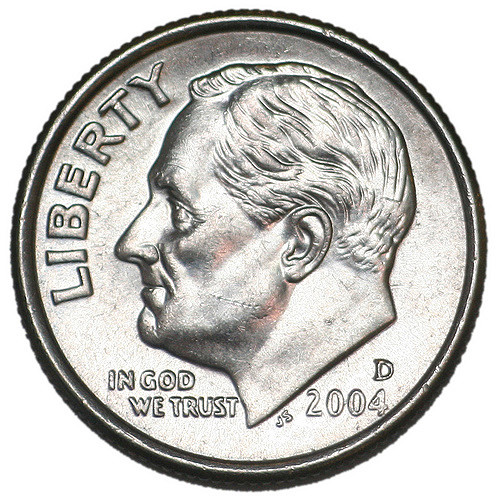 LIBERTY
IN GOD
WE TRUST
JS
D
2004